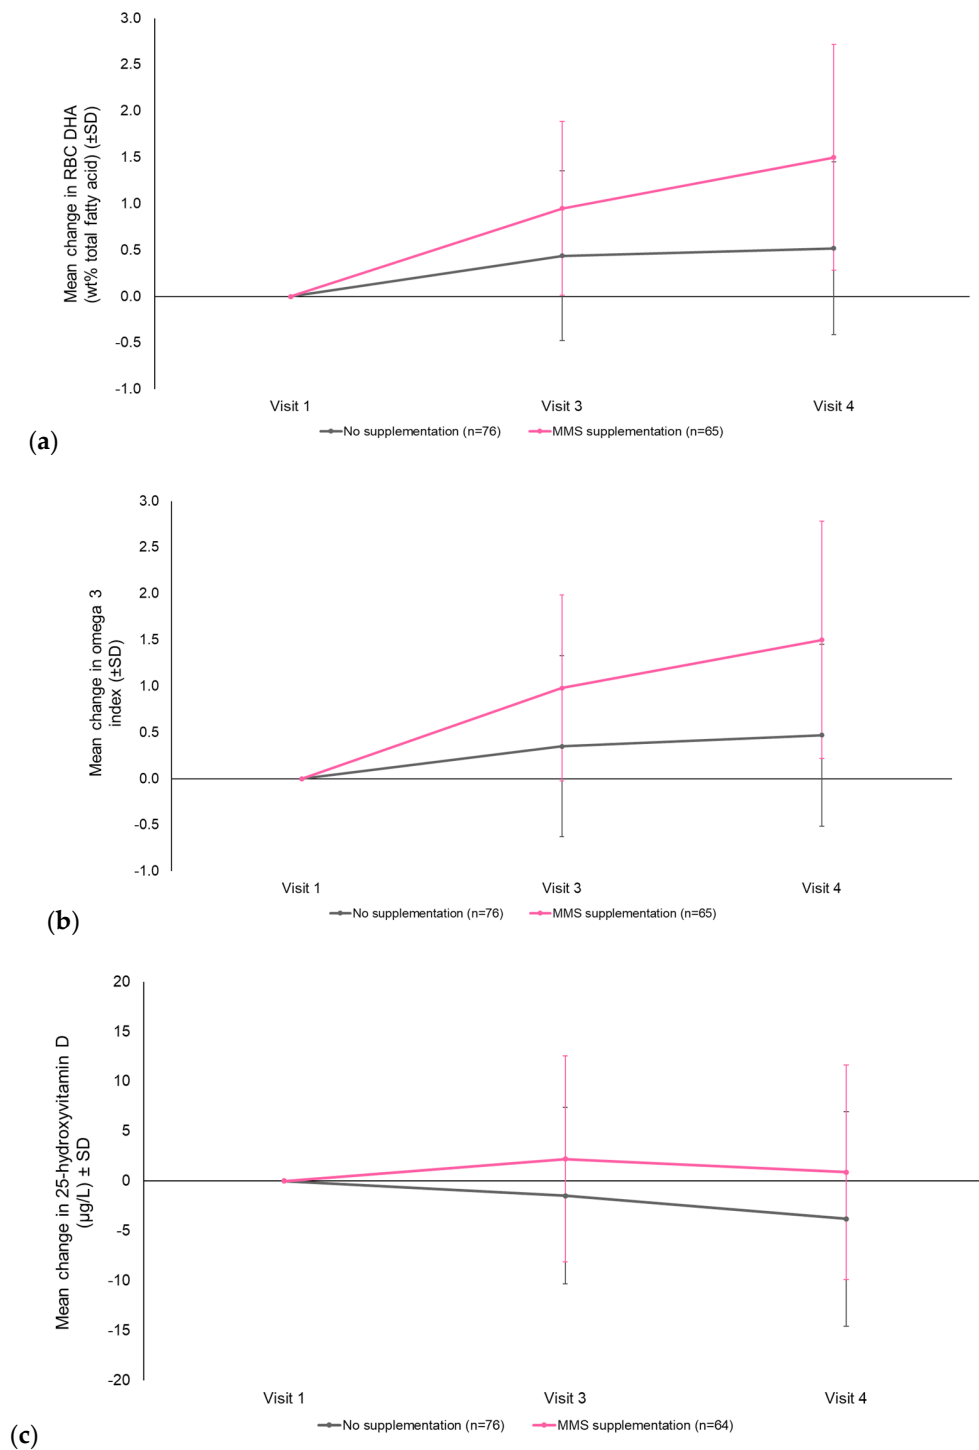 3.0
2.5
2.0
1.5
1.0
0.5
0.0
-0.5
-1.0
Mean change in RBC DHA
(wt% total fatty acid) (±SD)
Visit 1 Visit 3 Visit 4
No supplementation (n=76) MMS supplementation (n=65)
(a)
3.0
2.5
2.0
1.5
1.0
0.5
0.0
-0.5
-1.0
Mean change in omega 3
index (±SD)
Visit 1 Visit 3 Visit 4
No supplementation (n=76) MMS supplementation (n=65)
(b)
20
15
10
5
0
-5
-10
-15
-20
Mean change in 25-hydroxyvitamin D
(µg/L) ± SD
Visit 1 Visit 3 Visit 4
No supplementation (n=76) MMS supplementation (n=64)
(c)